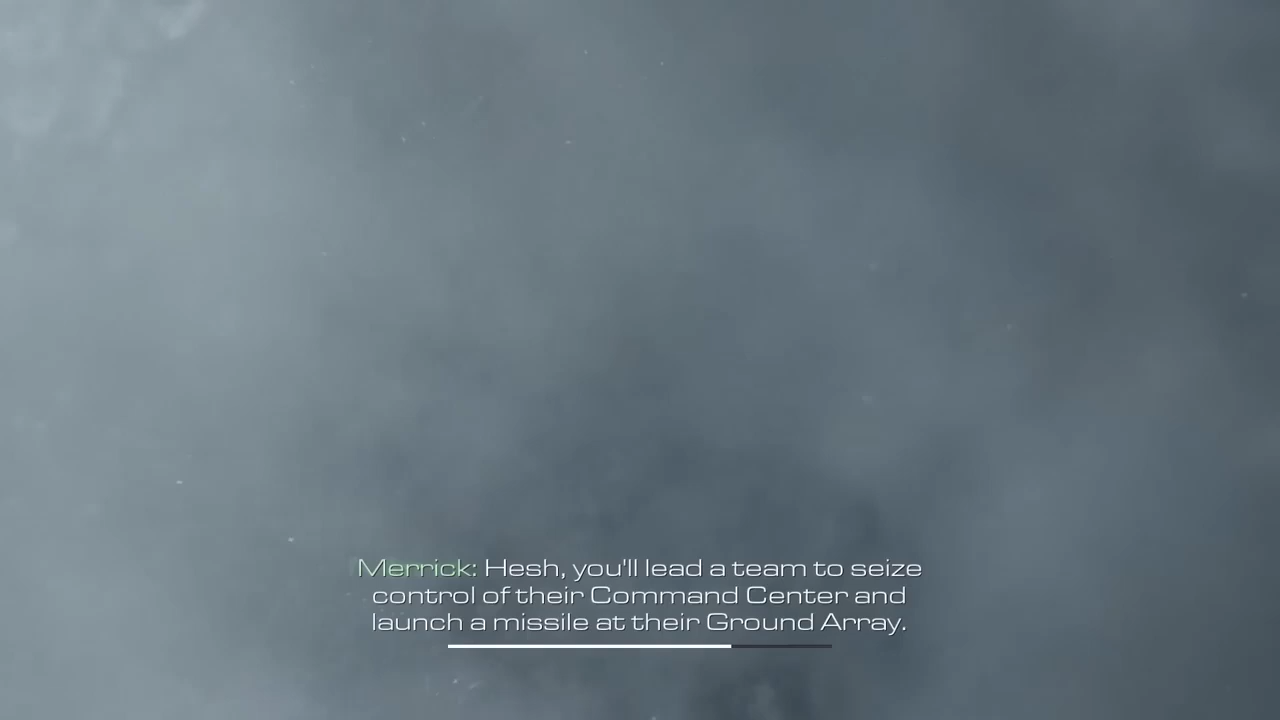 Merrick: Hesh, you'll lead a team to seize
control of their Command Center and
launch a missile at their Ground Array.